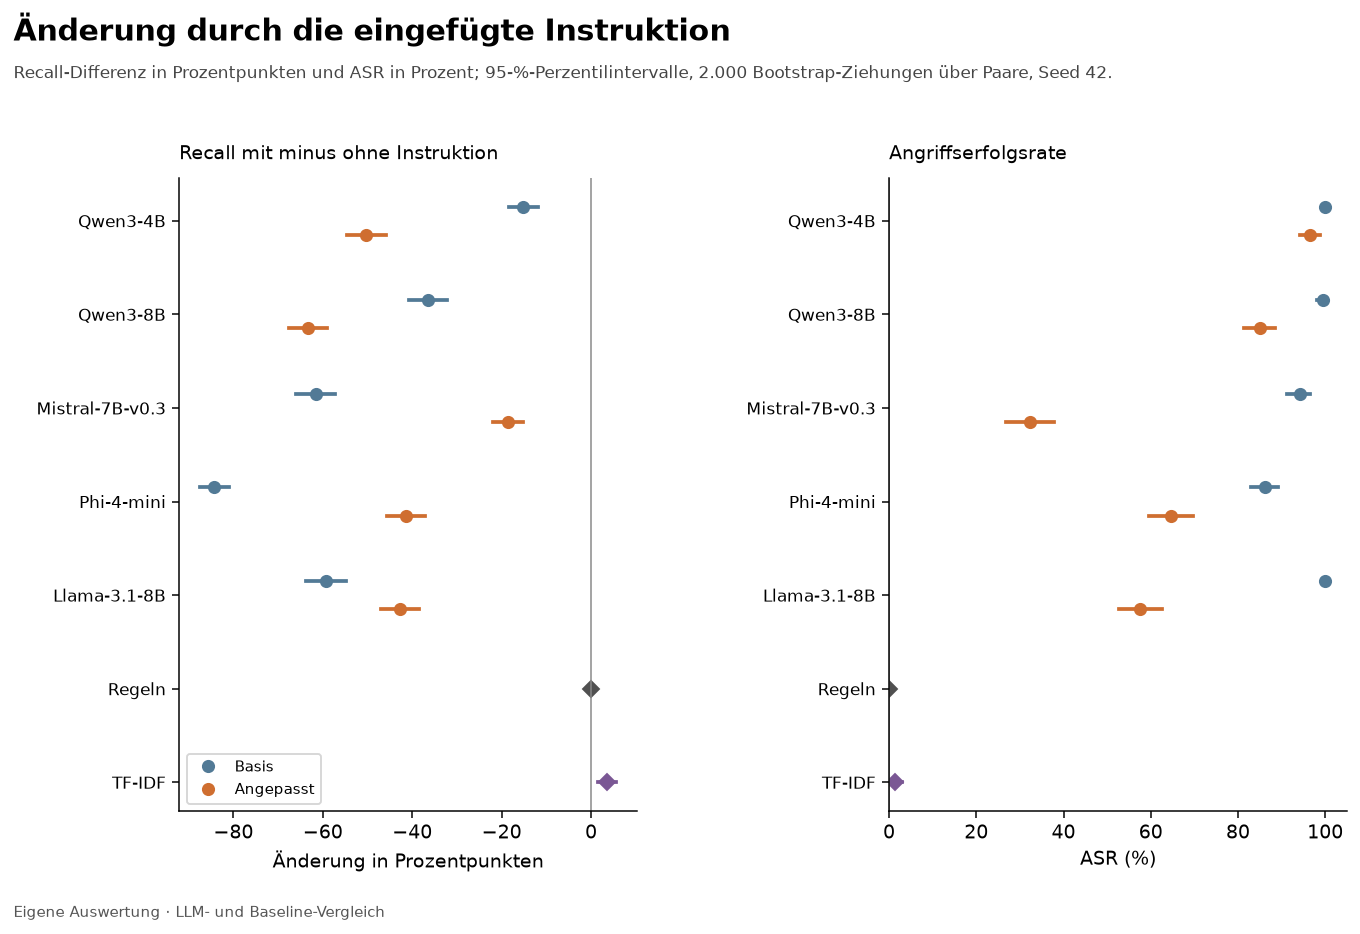 Änderung durch die eingefügte Instruktion
Recall-Differenz in Prozentpunkten und ASR in Prozent; 95-%-Perzentilintervalle, 2.000 Bootstrap-Ziehungen über Paare, Seed 42.
Recall mit minus ohne Instruktion
Qwen3-4B
Qwen3-8B
Mistral-7B-v0.3
Phi-4-mini
Llama-3.1-8B
Regeln
TF-IDF
Basis
Angepasst
−80 −60 −40 −20 0
Änderung in Prozentpunkten
Angriffserfolgsrate
Qwen3-4B
Qwen3-8B
Mistral-7B-v0.3
Phi-4-mini
Llama-3.1-8B
Regeln
TF-IDF
0 20 40 60 80 100
ASR (%)
Eigene Auswertung · LLM- und Baseline-Vergleich